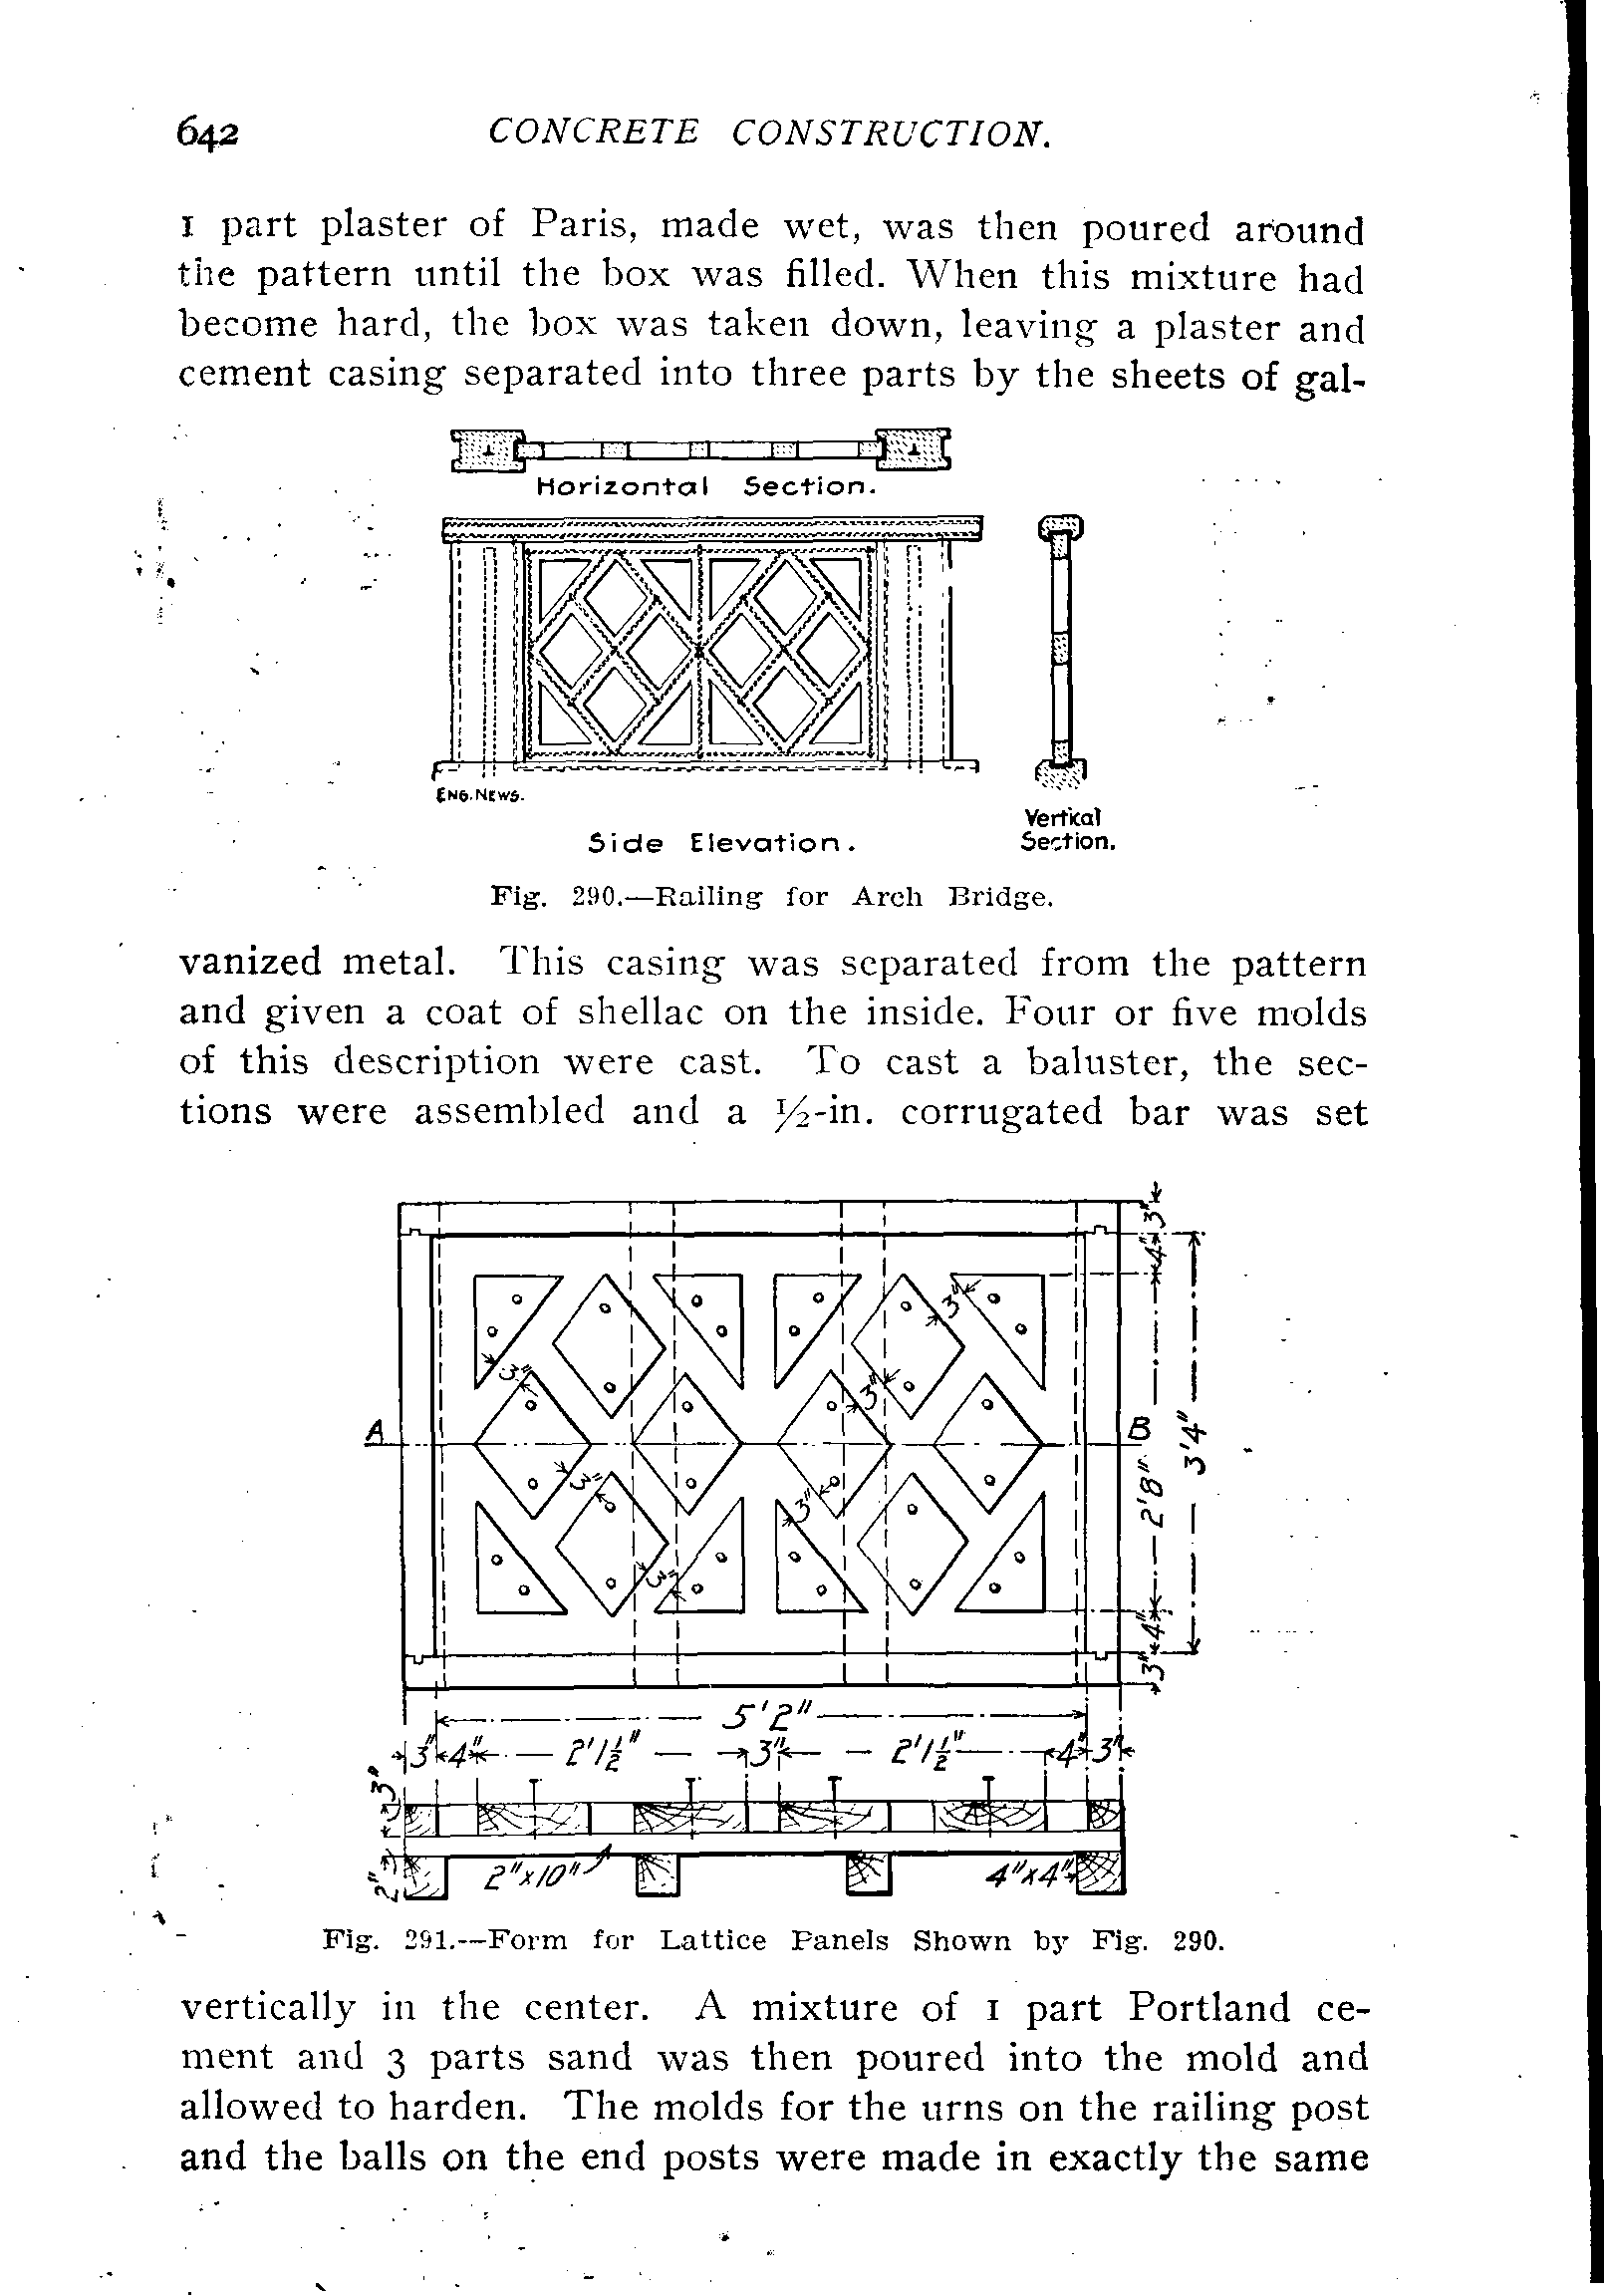 642 CONCRETE CONSTRUCTION.
1 part plaster of Paris, made wet, was then poured around
the pattern until the box was filled. When this mixture had
become hard, the box was taken down, leaving a plaster and
cement casing separated into three parts by the sheets of gal-
Horizontal Section.
ENG. NEWS.
Side Elevation.
Vertical
Section.
Fig. 290.—Railing for Arch Bridge.
vanized metal. This casing was separated from the pattern
and given a coat of shellac on the inside. Four or five molds
of this description were cast. To cast a baluster, the sec-
tions were assembled and a ½-in. corrugated bar was set
3"
4"
3"
3"
3"
A
B
3'4"
2'8"
3"
3"
3"
4"
3"
5'2"
3" 4" 2'1½" 3" 2'1½" 4" 3"
3"
2"
2"x10"
4"x4"
Fig. 291.--Form for Lattice Panels Shown by Fig. 290.
vertically in the center. A mixture of 1 part Portland ce-
ment and 3 parts sand was then poured into the mold and
allowed to harden. The molds for the urns on the railing post
and the balls on the end posts were made in exactly the same